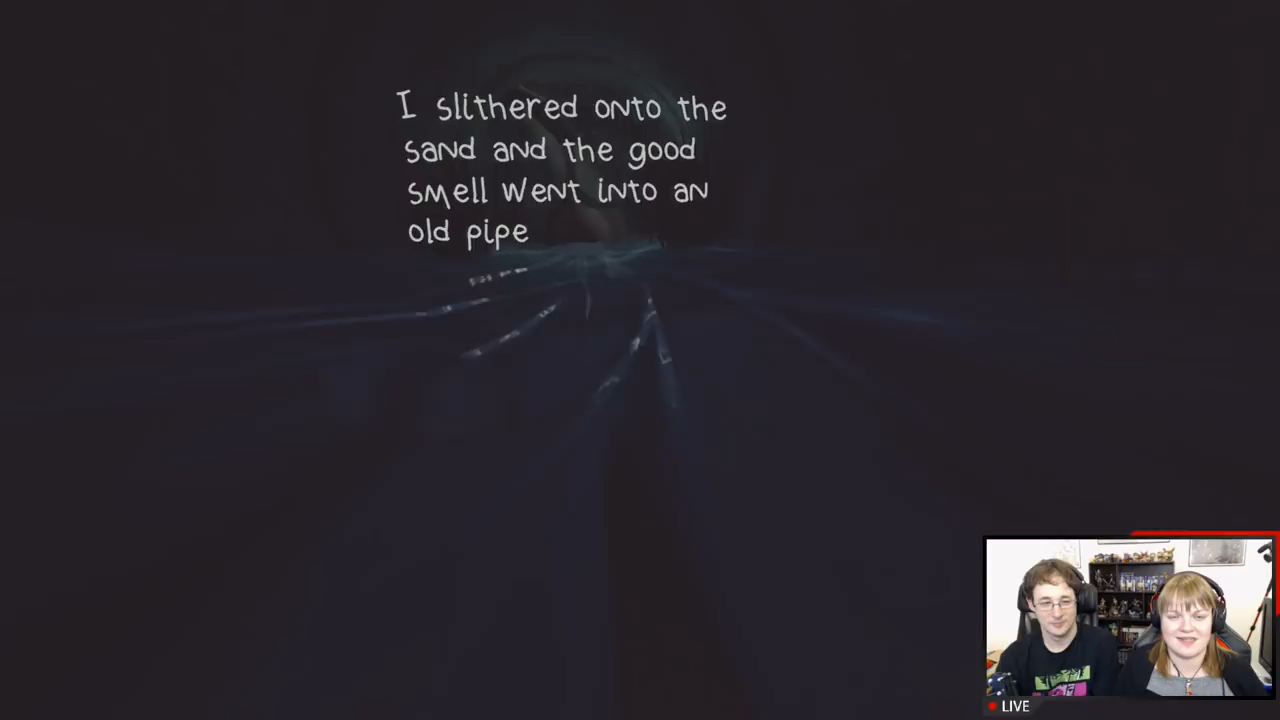 I slithered onto the
sand and the good
smell went into an
old pipe
LIVE